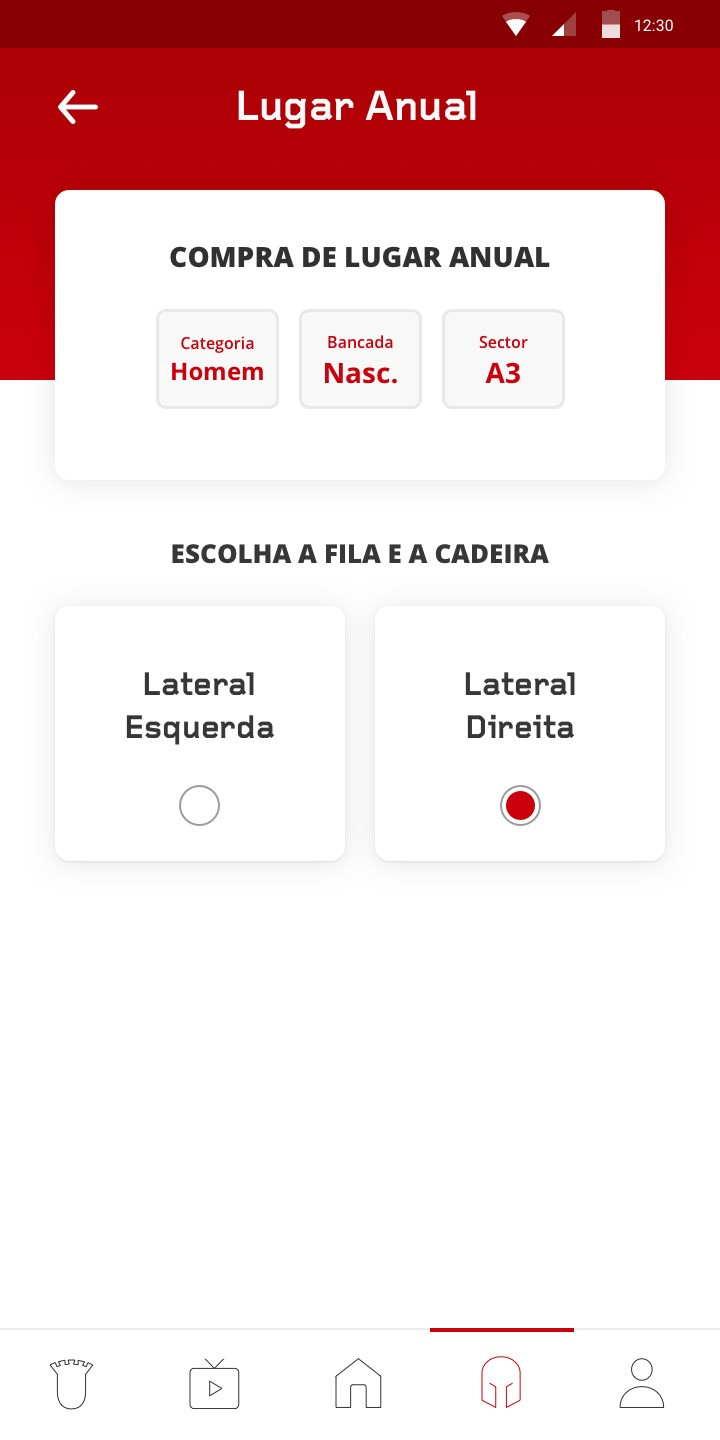 12:30
Lugar Anual
COMPRA DE LUGAR ANUAL
Categoria
Homem
Bancada
Nasc.
Sector
A3
ESCOLHA A FILA E A CADEIRA
Lateral
Esquerda
Lateral
Direita